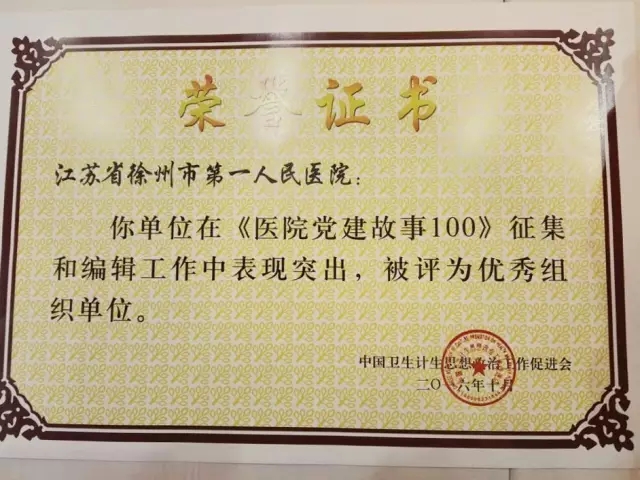 荣誉证书
江苏省徐州市第一人民医院：
你单位在《医院党建故事100》征集
和编辑工作中表现突出，被评为优秀组
织单位。
中国卫生计生思想政治工作促进会
二〇一六年十月